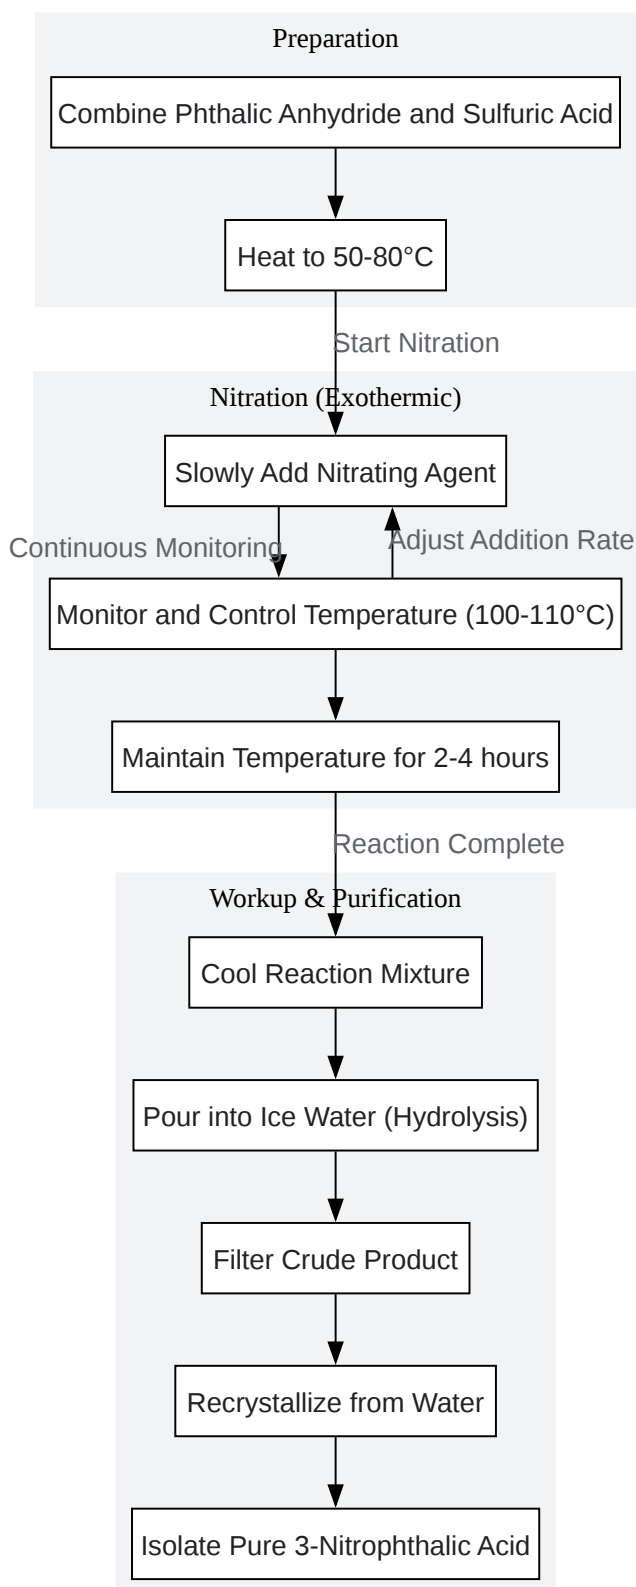 Preparation
Combine Phthalic Anhydride and Sulfuric Acid
Heat to 50-80°C
Start Nitration
Nitration (Exothermic)
Slowly Add Nitrating Agent
Continuous Monitoring
Adjust Addition Rate
Monitor and Control Temperature (100-110°C)
Maintain Temperature for 2-4 hours
Reaction Complete
Workup & Purification
Cool Reaction Mixture
Pour into Ice Water (Hydrolysis)
Filter Crude Product
Recrystallize from Water
Isolate Pure 3-Nitrophthalic Acid